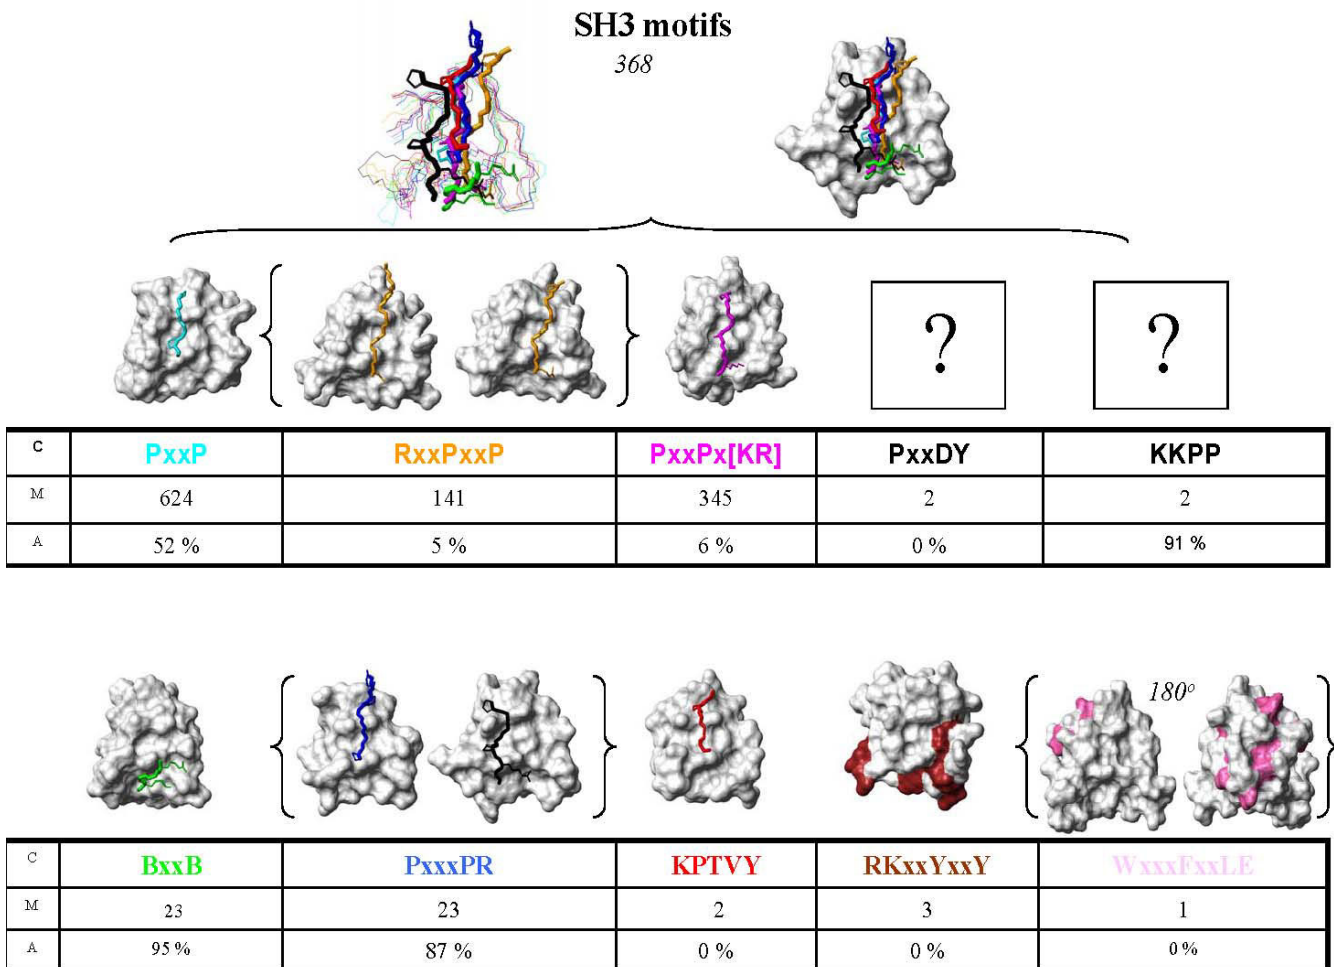 SH3 motifs
368
? ?
C PxxP RxxPxxP PxxPx[KR] PxxDY KKPP
M 624 141 345 2 2
A 52 % 5 % 6 % 0 % 91 %
180º
C BxxB PxxxPR KPTVY RKxxYxxY WxxxFxxLE
M 23 23 2 3 1
A 95 % 87 % 0 % 0 % 0 %